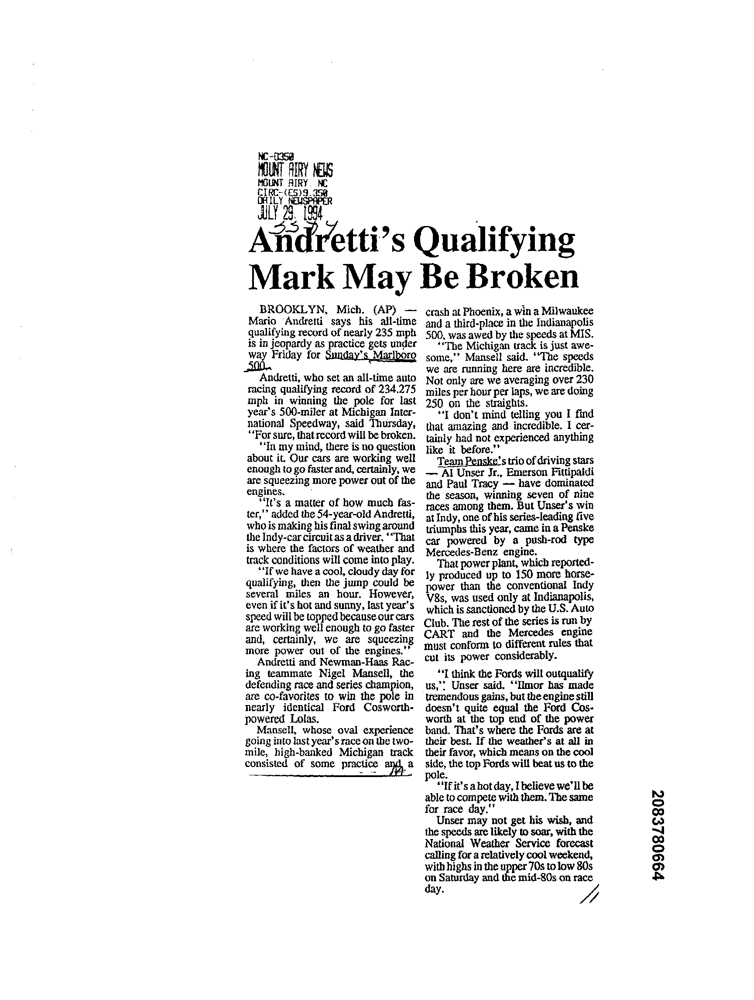 NC-0350
MOUNT AIRY NEWS
MOUNT AIRY NC
CIRC-(ES)9,350
DAILY NEWSPAPER
JULY 29, 1994
Andretti's Qualifying
Mark May Be Broken
BROOKLYN, Mich. (AP) —
Mario Andretti says his all-time
qualifying record of nearly 235 mph
is in jeopardy as practice gets under
way Friday for Sunday's Marlboro
500.
Andretti, who set an all-time auto
racing qualifying record of 234.275
mph in winning the pole for last
year's 500-miler at Michigan Inter-
national Speedway, said Thursday,
"For sure, that record will be broken.
"In my mind, there is no question
about it. Our cars are working well
enough to go faster and, certainly, we
are squeezing more power out of the
engines.
"It's a matter of how much fas-
ter," added the 54-year-old Andretti,
who is making his final swing around
the Indy-car circuit as a driver. "That
is where the factors of weather and
track conditions will come into play.
"If we have a cool, cloudy day for
qualifying, then the jump could be
several miles an hour. However,
even if it's hot and sunny, last year's
speed will be topped because our cars
are working well enough to go faster
and, certainly, we are squeezing
more power out of the engines."
Andretti and Newman-Haas Rac-
ing teammate Nigel Mansell, the
defending race and series champion,
are co-favorites to win the pole in
nearly identical Ford Cosworth-
powered Lolas.
Mansell, whose oval experience
going into last year's race on the two-
mile, high-banked Michigan track
consisted of some practice and a
crash at Phoenix, a win a Milwaukee
and a third-place in the Indianapolis
500, was awed by the speeds at MIS.
"The Michigan track is just awe-
some," Mansell said. "The speeds
we are running here are incredible.
Not only are we averaging over 230
miles per hour per laps, we are doing
250 on the straights.
"I don't mind telling you I find
that amazing and incredible. I cer-
tainly had not experienced anything
like it before."
Team Penske's trio of driving stars
— Al Unser Jr., Emerson Fittipaldi
and Paul Tracy — have dominated
the season, winning seven of nine
races among them. But Unser's win
at Indy, one of his series-leading five
triumphs this year, came in a Penske
car powered by a push-rod type
Mercedes-Benz engine.
That power plant, which reported-
ly produced up to 150 more horse-
power than the conventional Indy
V8s, was used only at Indianapolis,
which is sanctioned by the U.S. Auto
Club. The rest of the series is run by
CART and the Mercedes engine
must conform to different rules that
cut its power considerably.
"I think the Fords will outqualify
us," Unser said. "Ilmor has made
tremendous gains, but the engine still
doesn't quite equal the Ford Cos-
worth at the top end of the power
band. That's where the Fords are at
their best. If the weather's at all in
their favor, which means on the cool
side, the top Fords will beat us to the
pole.
"If it's a hot day, I believe we'll be
able to compete with them. The same
for race day."
Unser may not get his wish, and
the speeds are likely to soar, with the
National Weather Service forecast
calling for a relatively cool weekend,
with highs in the upper 70s to low 80s
on Saturday and the mid-80s on race
day.
2083780664